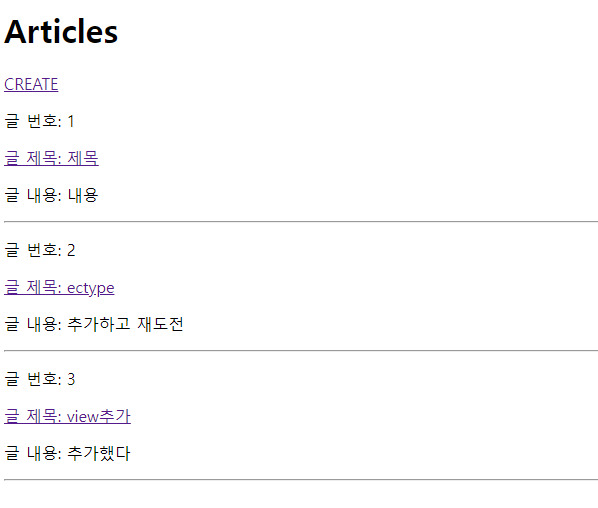 Articles
CREATE
글 번호: 1
글 제목: 제목
글 내용: 내용
글 번호: 2
글 제목: ectype
글 내용: 추가하고 재도전
글 번호: 3
글 제목: view추가
글 내용: 추가했다